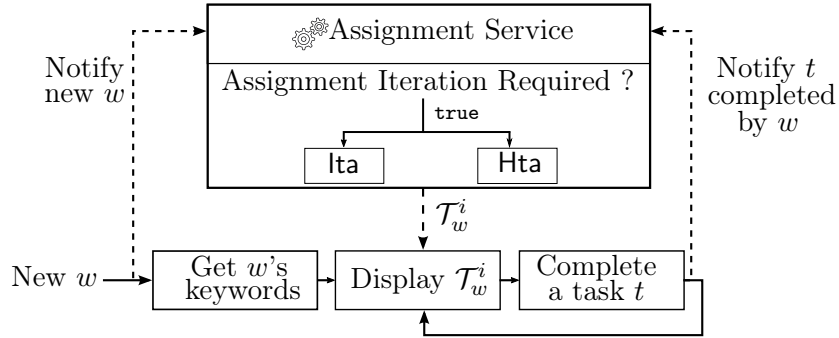 Assignment Service
Assignment Iteration Required ?
true
Ita
Hta
Notify
new w
Notify t
completed
by w
𝒯_w^i
New w
Get w's
keywords
Display 𝒯_w^i
Complete
a task t